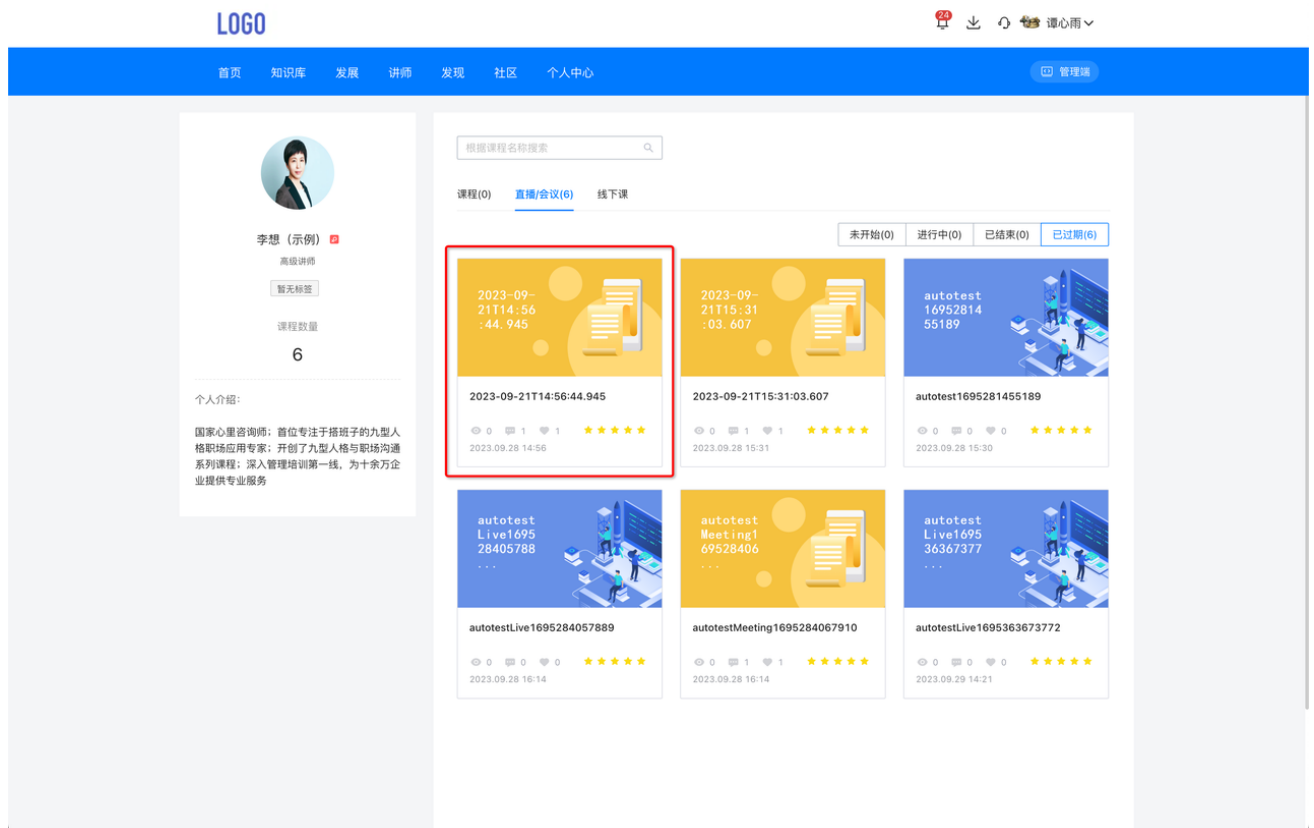 LOGO
24
谭心雨
首页 知识库 发展 讲师 发现 社区 个人中心
管理端
李想（示例）
高级讲师
暂无标签
课程数量
6
个人介绍：
国家心里咨询师；首位专注于搭班子的九型人
格职场应用专家；开创了九型人格与职场沟通
系列课程；深入管理培训第一线，为十余万企
业提供专业服务
根据课程名称搜索
课程(0) 直播/会议(6) 线下课
未开始(0) 进行中(0) 已结束(0) 已过期(6)
2023-09-
21T14:56
:44.945
2023-09-21T14:56:44.945
0 1 1
2023.09.28 14:56
2023-09-
21T15:31
:03.607
2023-09-21T15:31:03.607
0 1 1
2023.09.28 15:31
autotest
16952814
55189
autotest1695281455189
0 0 0
2023.09.28 15:30
autotest
Live1695
28405788
...
autotestLive1695284057889
0 0 0
2023.09.28 16:14
autotest
Meeting1
69528406
...
autotestMeeting1695284067910
0 1 1
2023.09.28 16:14
autotest
Live1695
36367377
...
autotestLive1695363673772
0 0 0
2023.09.29 14:21